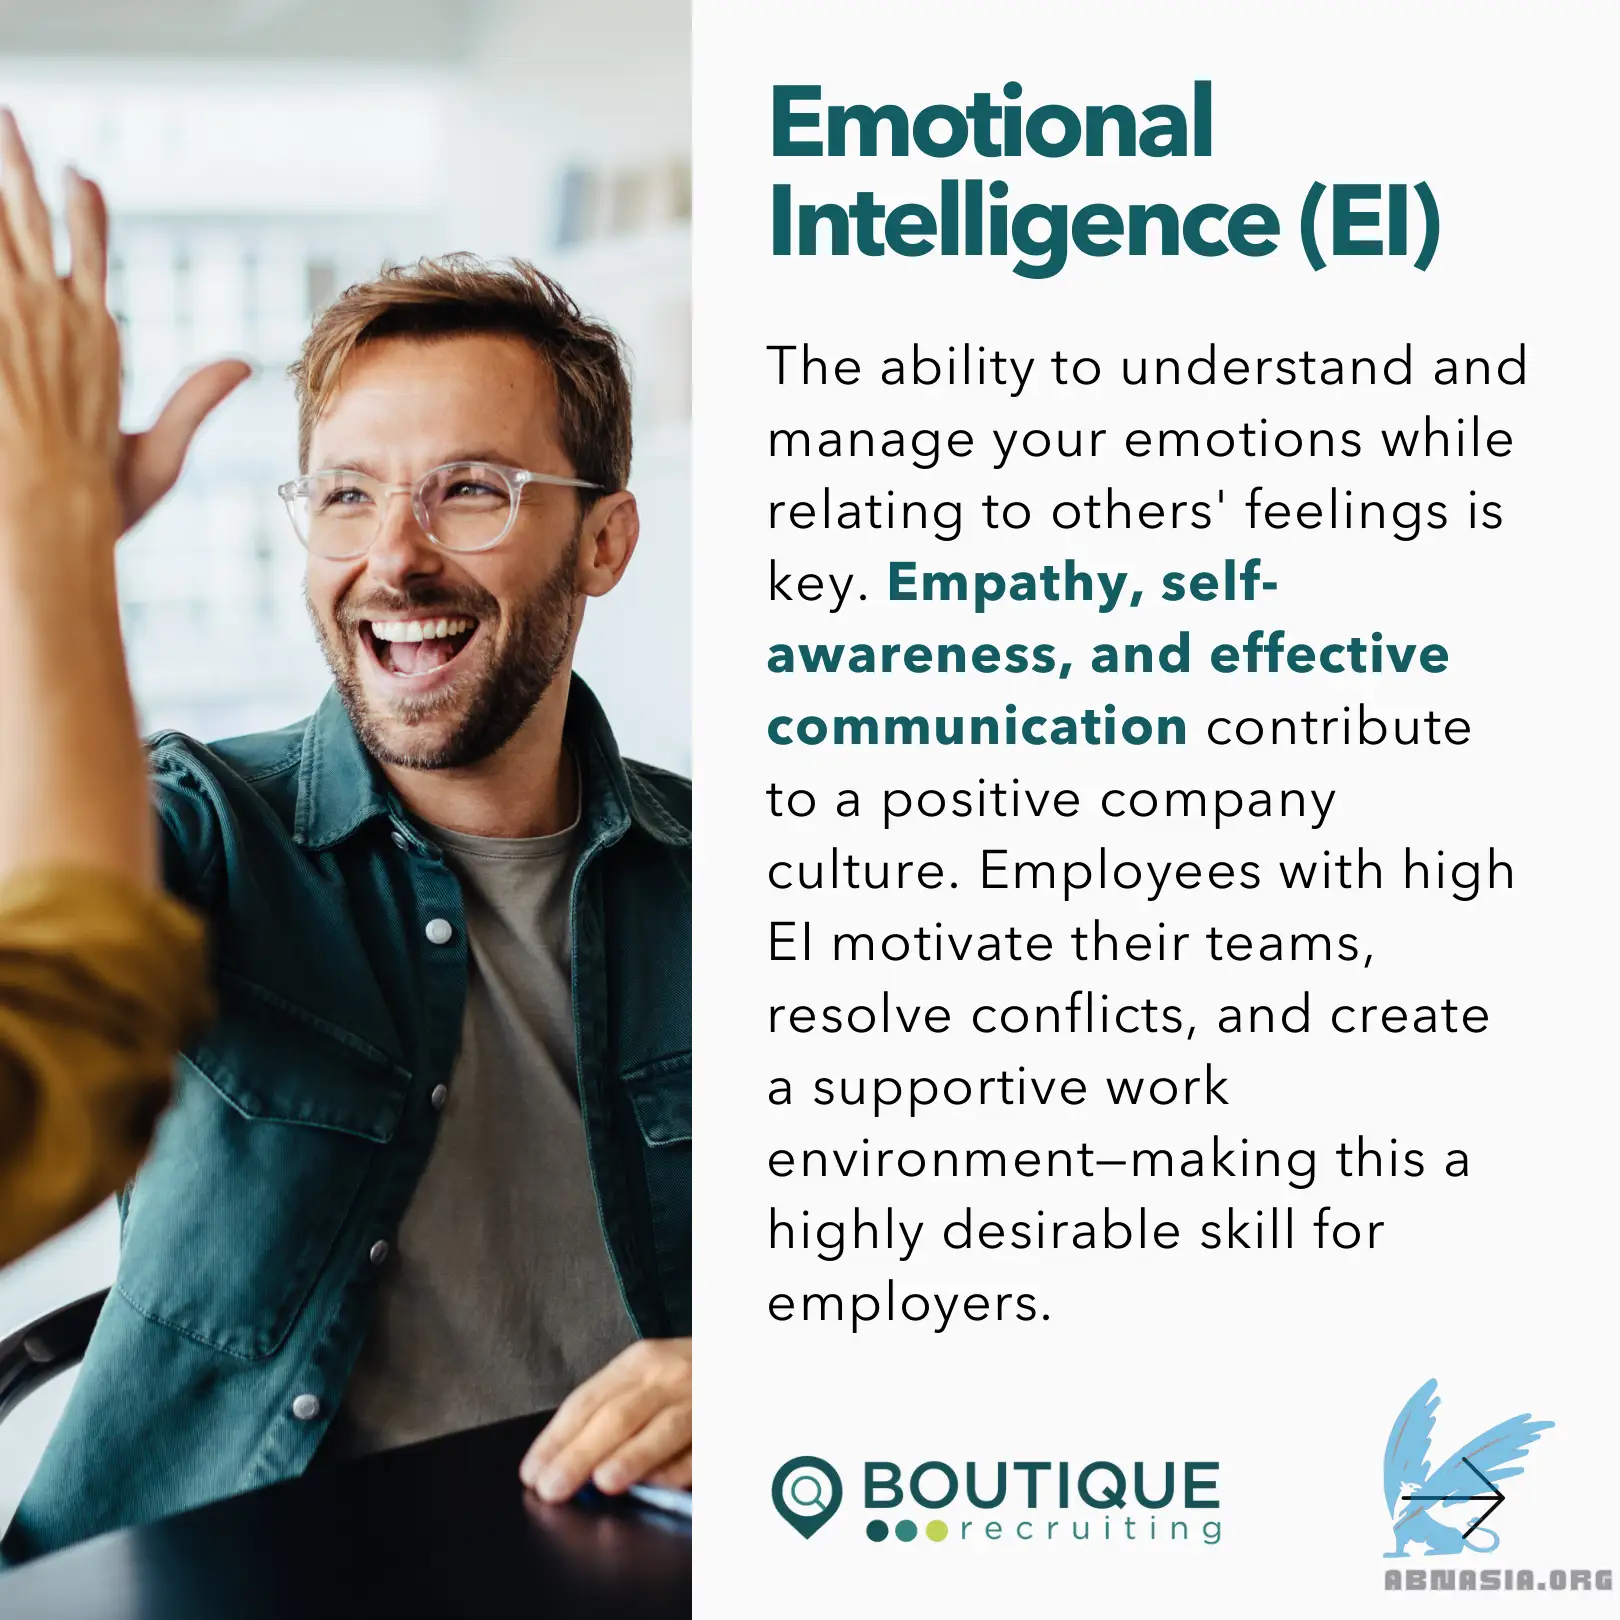 Emotional
Intelligence (EI)
The ability to understand and
manage your emotions while
relating to others' feelings is
key. Empathy, self-
awareness, and effective
communication contribute
to a positive company
culture. Employees with high
EI motivate their teams,
resolve conflicts, and create
a supportive work
environment—making this a
highly desirable skill for
employers.
BOUTIQUE
recruiting
ABNASIA.ORG